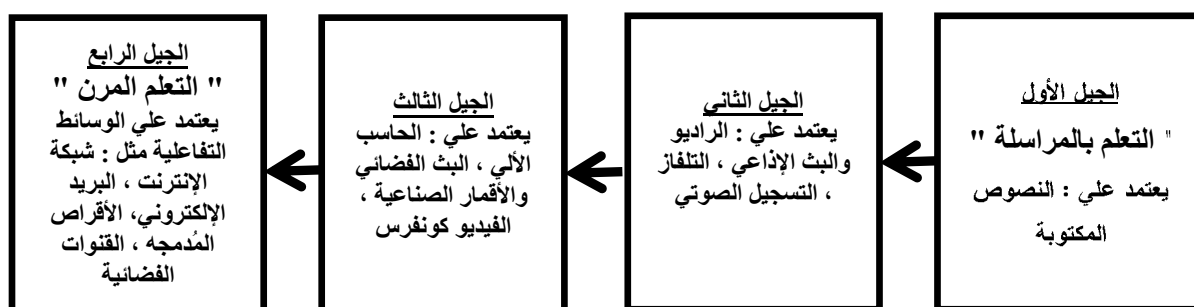 الجيل الأول
" التعلم بالمراسلة "
يعتمد علي : النصوص
المكتوبة
الجيل الثاني
يعتمد علي : الراديو
والبث الإذاعي ، التلفاز
، التسجيل الصوتي
الجيل الثالث
يعتمد علي : الحاسب
الألي ، البث الفضائي
والأقمار الصناعية ،
الفيديو كونفرس
الجيل الرابع
" التعلم المرن "
يعتمد علي الوسائط
التفاعلية مثل : شبكة
الإنترنت ، البريد
الإلكتروني، الأقراص
المُدمجه ، القنوات
الفضائية